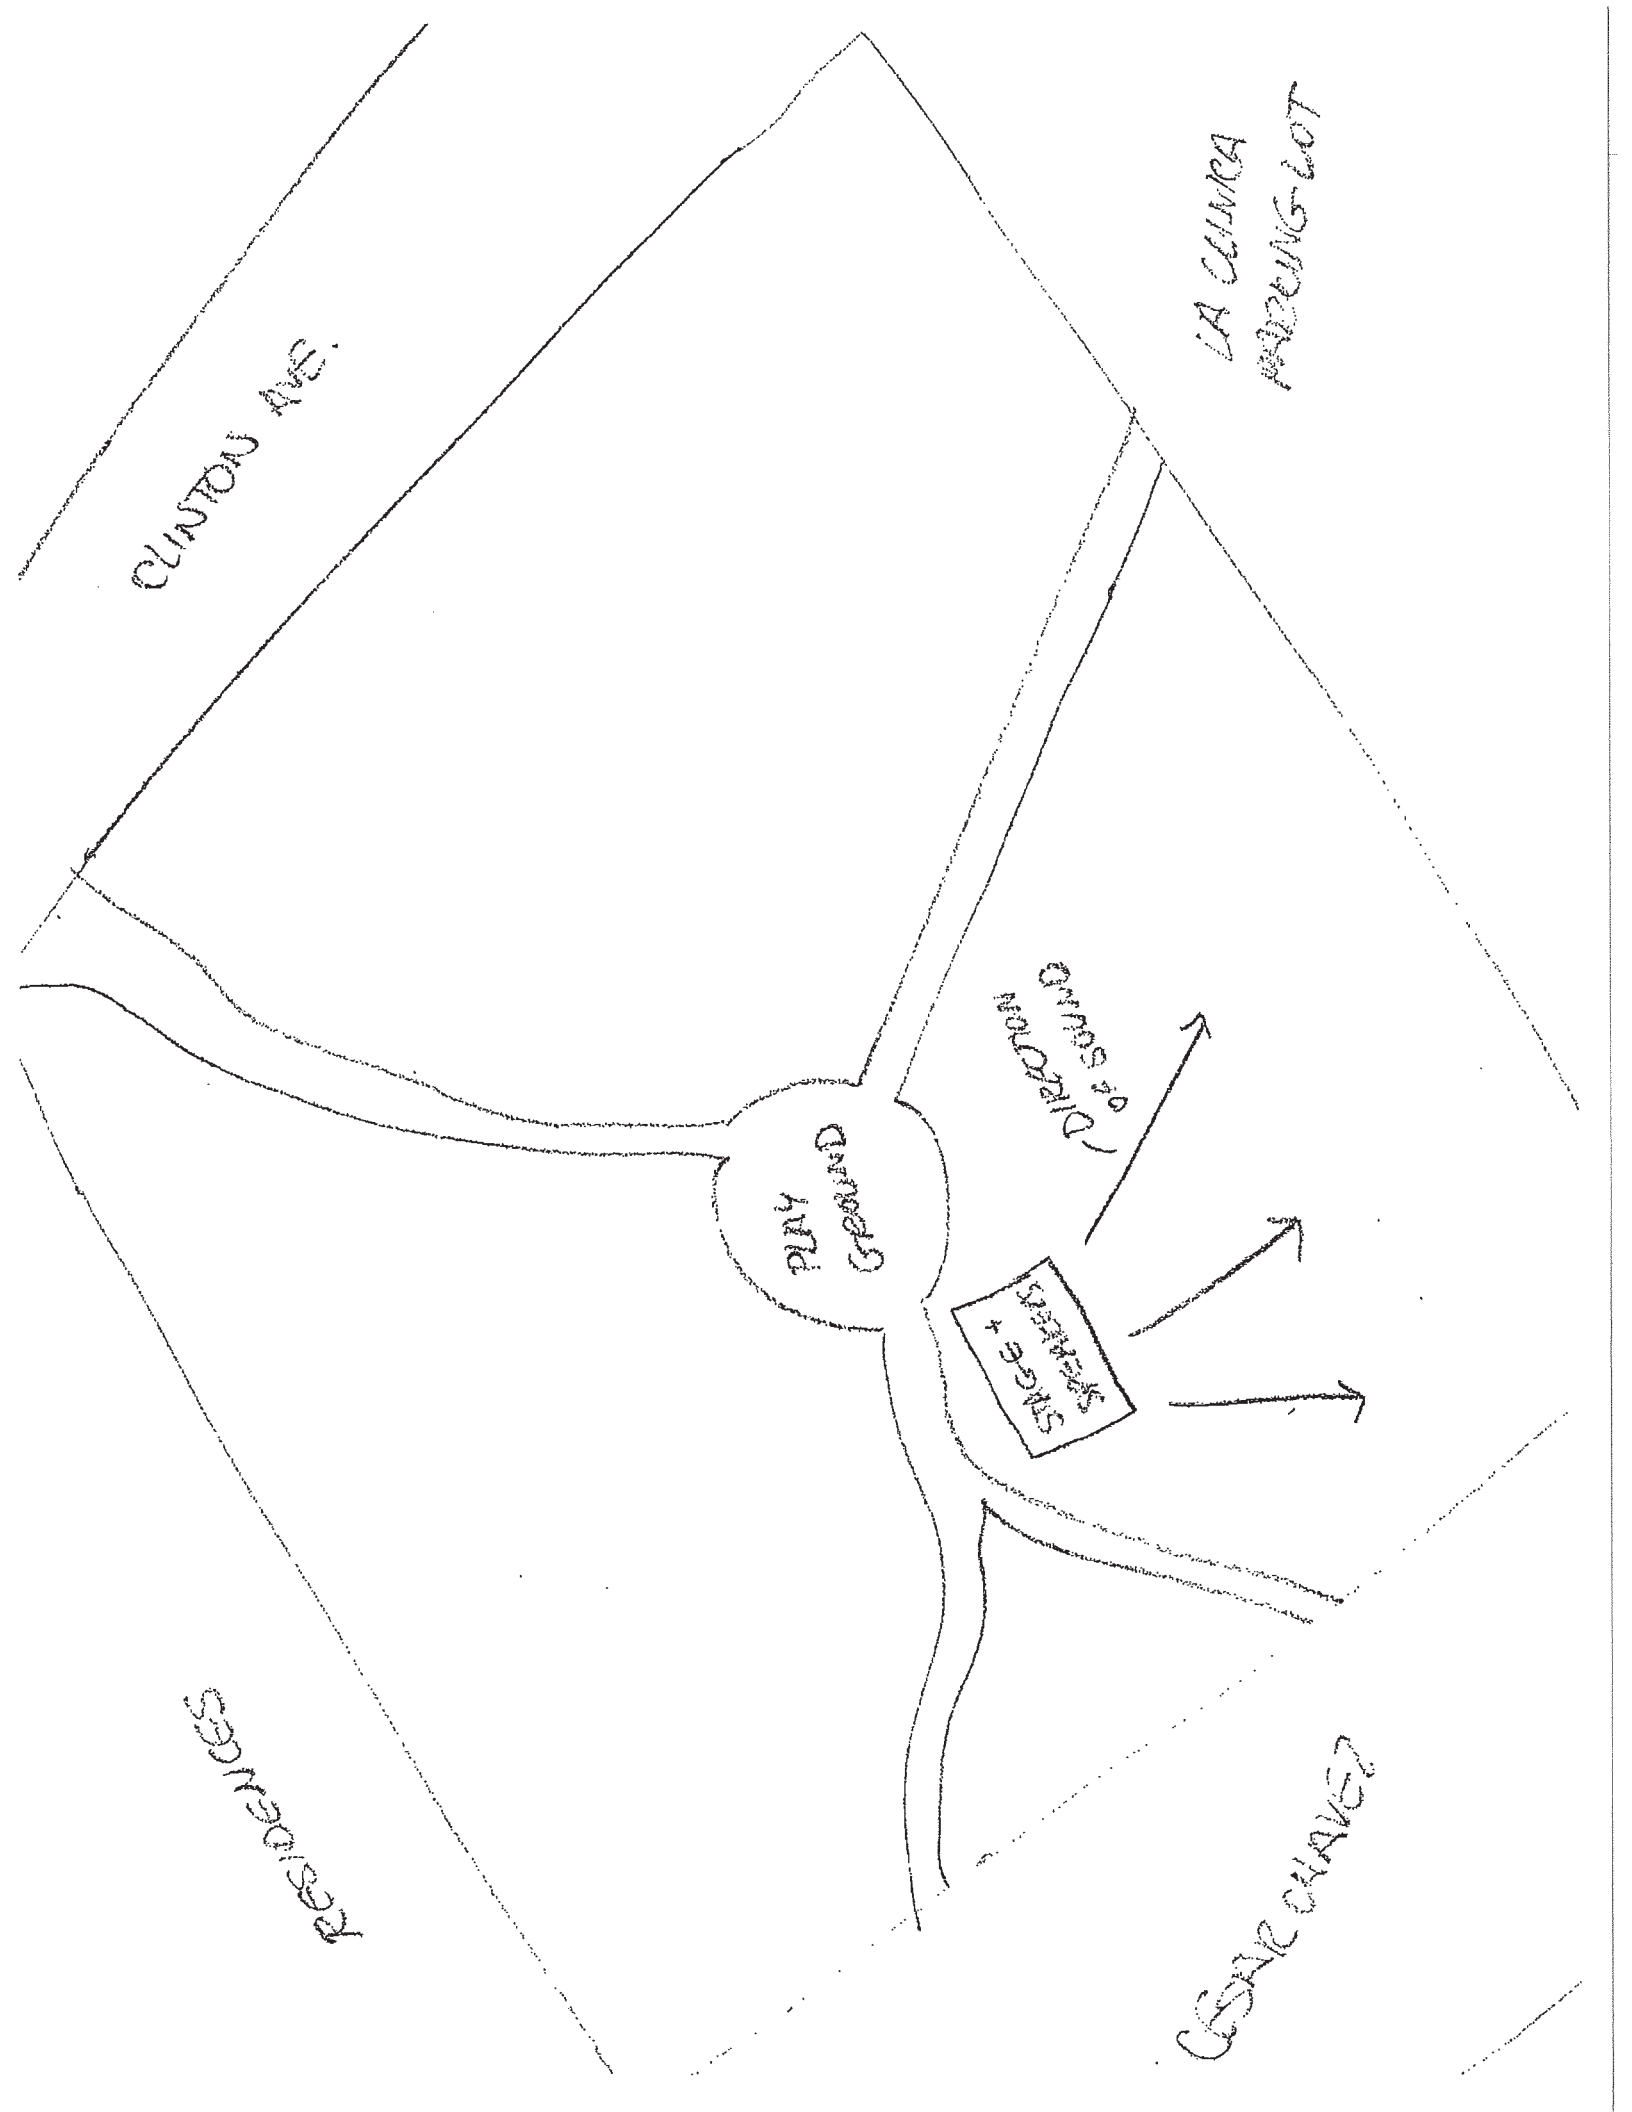 CLINTON AVE.
LA CLINICA
PARKING LOT
(DIRECTION
OF SOUND
PLAY
GROUND
STAGE +
SPEAKERS
RESIDENCES
CESAR CHAVEZ